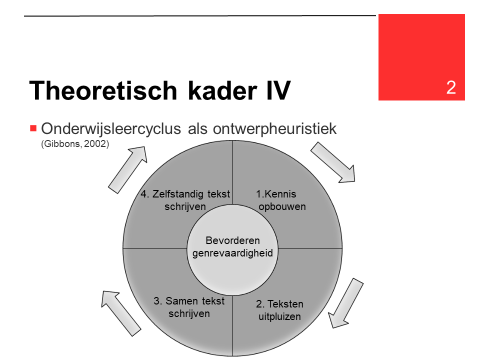 2
Theoretisch kader IV
Onderwijsleercyclus als ontwerpheuristiek
(Gibbons, 2002)
4. Zelfstandig tekst
schrijven
1.Kennis
opbouwen
Bevorderen
genrevaardigheid
3. Samen tekst
schrijven
2. Teksten
uitpluizen